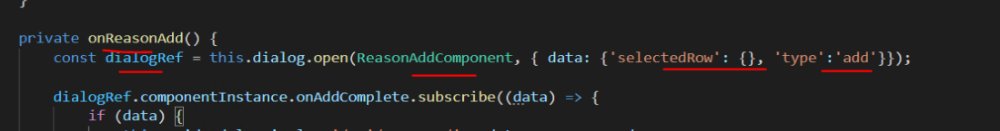 }
private onReasonAdd() {
const dialogRef = this.dialog.open(ReasonAddComponent, { data: {'selectedRow': {}, 'type':'add'}});
dialogRef.componentInstance.onAddComplete.subscribe((data) => {
if (data) {